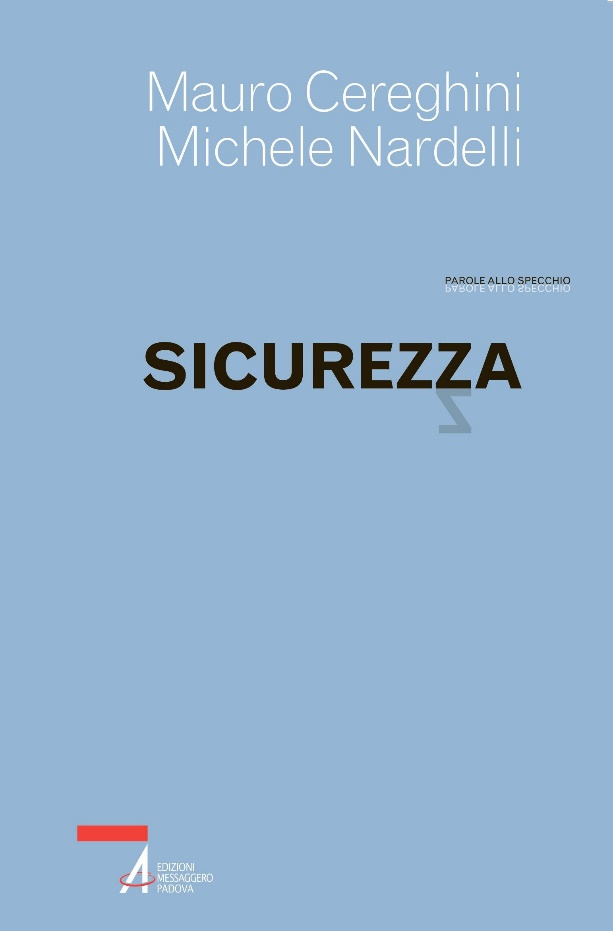 Mauro Cereghini
Michele Nardelli
PAROLE ALLO SPECCHIO
PAROLE ALLO SPECCHIO
SICUREZZA
Z
EDIZIONI
MESSAGGERO
PADOVA